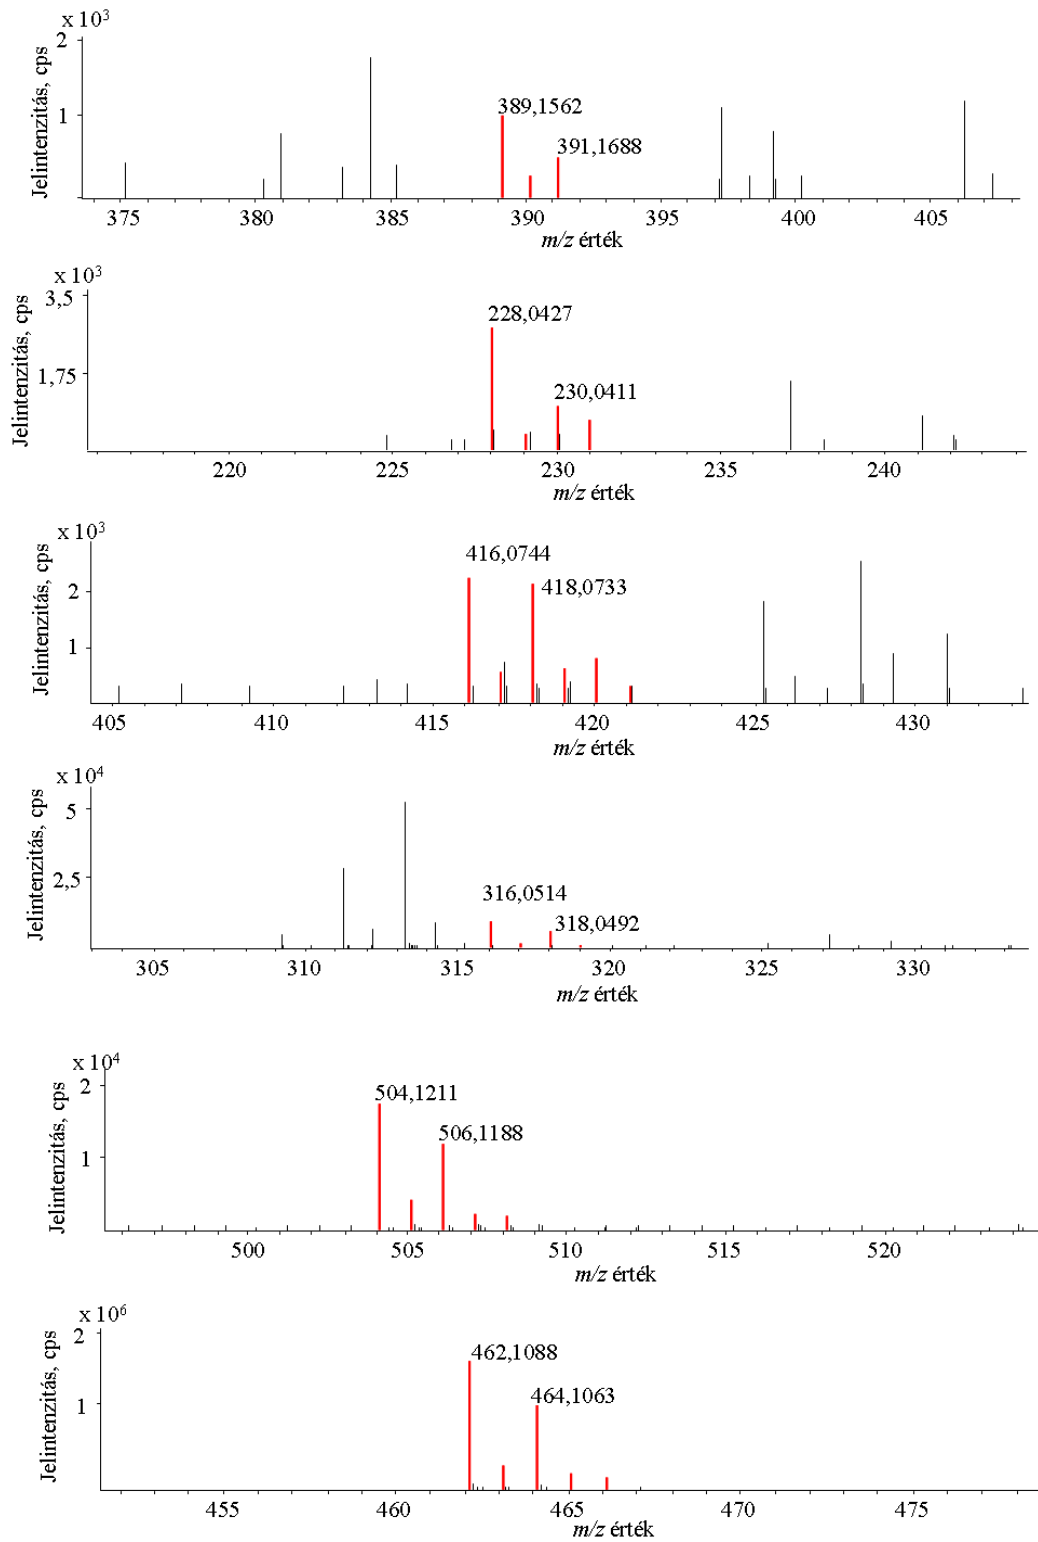 x 10³
2
1
Jelintenzitás, cps
389,1562
391,1688
375 380 385 390 395 400 405
m/z érték
x 10³
3,5
1,75
Jelintenzitás, cps
228,0427
230,0411
220 225 230 235 240
m/z érték
x 10³
2
1
Jelintenzitás, cps
416,0744
418,0733
405 410 415 420 425 430
m/z érték
x 10⁴
5
2,5
Jelintenzitás, cps
316,0514
318,0492
305 310 315 320 325 330
m/z érték
x 10⁴
2
1
Jelintenzitás, cps
504,1211
506,1188
500 505 510 515 520
m/z érték
x 10⁶
2
1
Jelintenzitás, cps
462,1088
464,1063
455 460 465 470 475
m/z érték